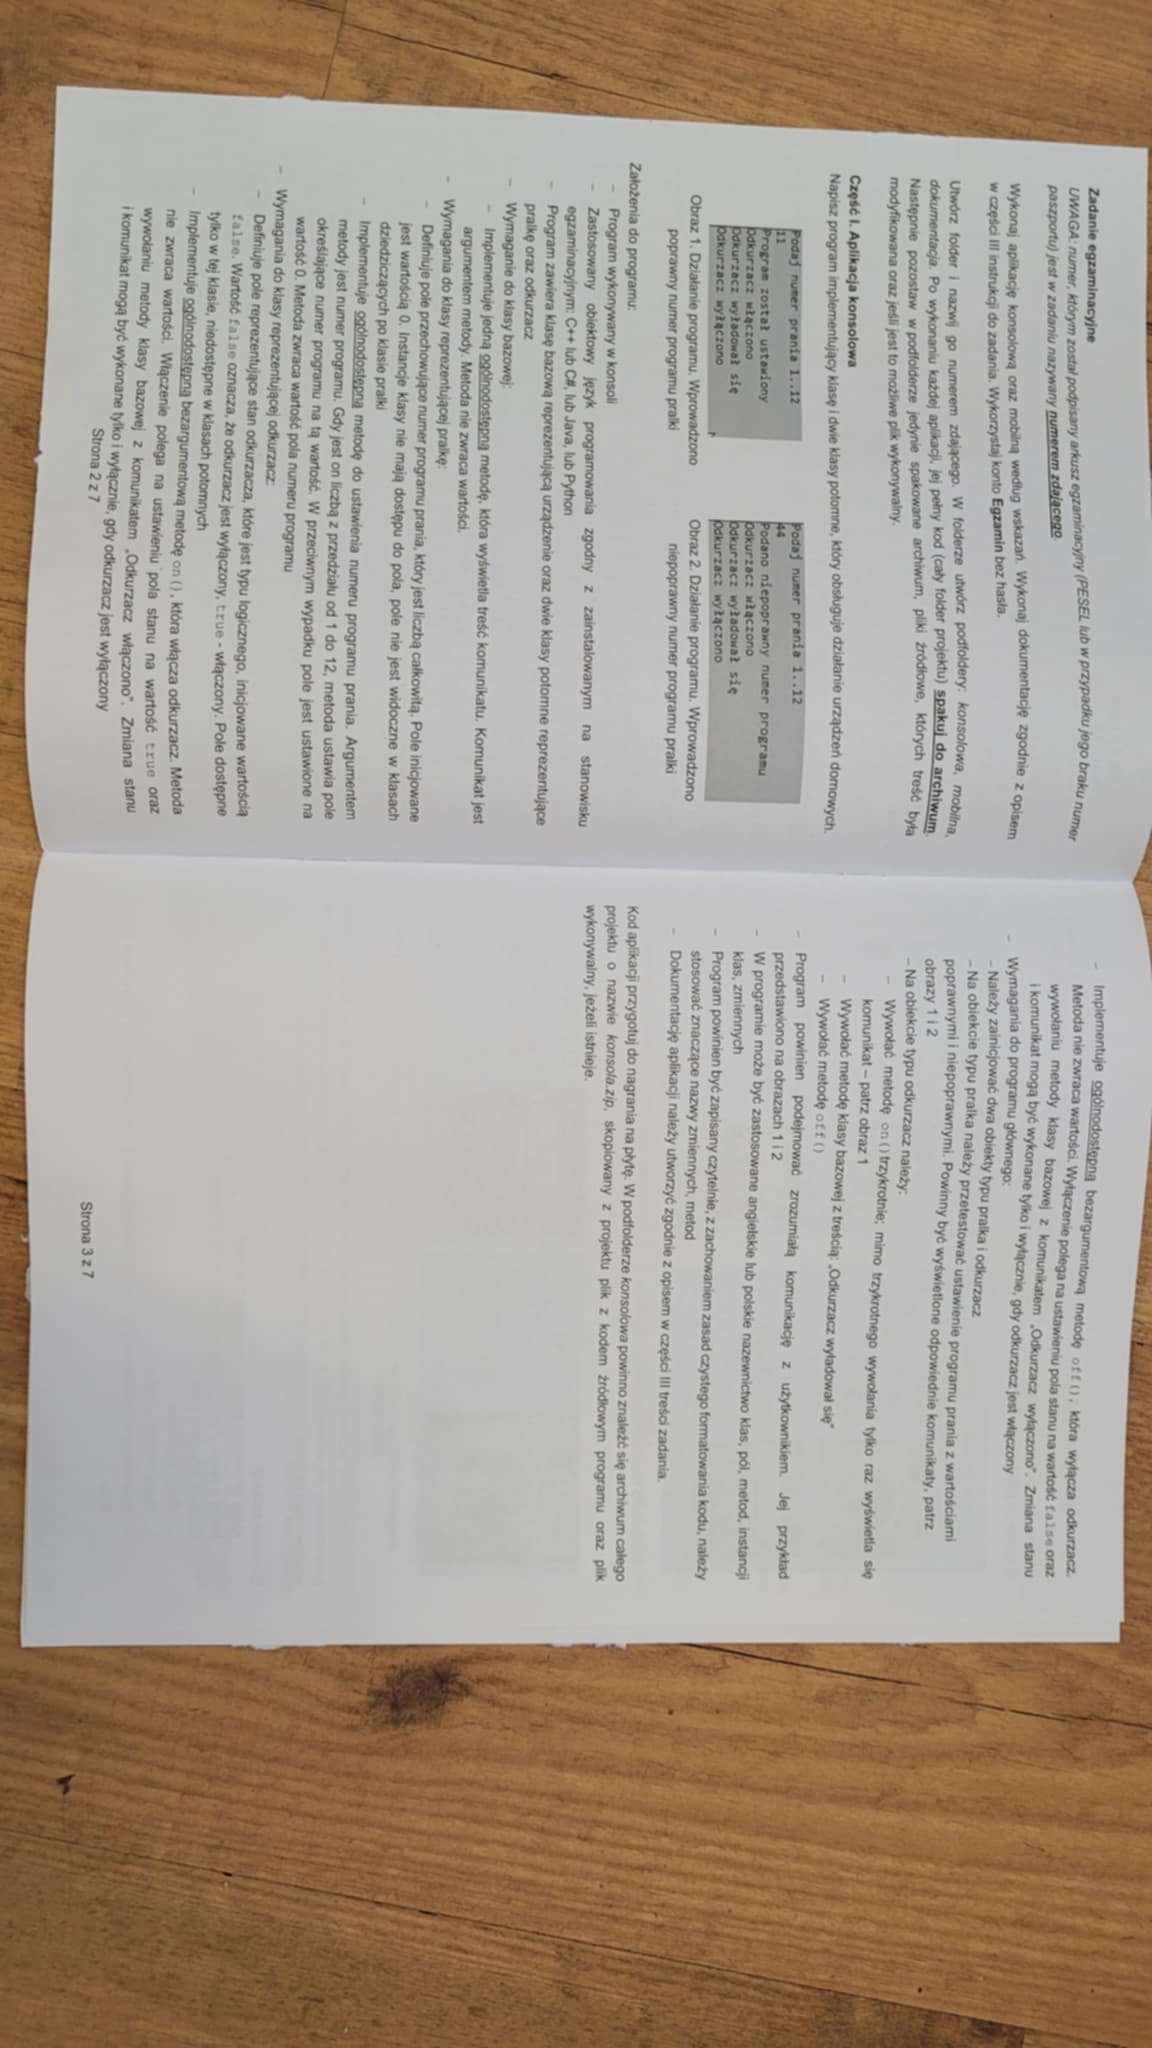 Zadanie egzaminacyjne
UWAGA: numer, którym został podpisany arkusz egzaminacyjny (PESEL lub w przypadku jego braku numer
paszportu) jest w zadaniu nazywany numerem zdającego.
Wykonaj aplikację konsolową oraz mobilną według wskazań. Wykonaj dokumentację zgodnie z opisem
w części III instrukcji do zadania. Wykorzystaj konto Egzamin bez hasła.
Utwórz folder i nazwij go numerem zdającego. W folderze utwórz podfoldery: konsolowa, mobilna,
dokumentacja. Po wykonaniu każdej aplikacji, jej pełny kod (cały folder projektu) spakuj do archiwum.
Następnie pozostaw w podfolderze jedynie spakowane archiwum, pliki źródłowe, których treść była
modyfikowana oraz jeśli jest to możliwe plik wykonywalny.
Część I. Aplikacja konsolowa
Napisz program implementujący klasę i dwie klasy potomne, który obsługuje działanie urządzeń domowych.
Podaj numer prania 1..12
11
Program został ustawiony
Odkurzacz włączono
Odkurzacz wyładował się
Odkurzacz wyłączono
Obraz 1. Działanie programu. Wprowadzono
poprawny numer programu pralki
Podaj numer prania 1..12
44
Podano niepoprawny numer programu
Odkurzacz włączono
Odkurzacz wyładował się
Odkurzacz wyłączono
Obraz 2. Działanie programu. Wprowadzono
niepoprawny numer programu pralki
Założenia do programu:
– Program wykonywany w konsoli
– Zastosowany obiektowy język programowania zgodny z zainstalowanym na stanowisku
egzaminacyjnym: C++ lub C#, lub Java, lub Python
– Program zawiera klasę bazową reprezentującą urządzenie oraz dwie klasy potomne reprezentujące
pralkę oraz odkurzacz
– Wymaganie do klasy bazowej:
– Implementuje jedną ogólnodostępną metodę, która wyświetla treść komunikatu. Komunikat jest
argumentem metody. Metoda nie zwraca wartości.
– Wymagania do klasy reprezentującej pralkę:
– Definiuje pole przechowujące numer programu prania, który jest liczbą całkowitą. Pole inicjowane
jest wartością 0. Instancje klasy nie mają dostępu do pola, pole nie jest widoczne w klasach
dziedziczących po klasie pralki
– Implementuje ogólnodostępną metodę do ustawienia numeru programu prania. Argumentem
metody jest numer programu. Gdy jest on liczbą z przedziału od 1 do 12, metoda ustawia pole
określające numer programu na tą wartość. W przeciwnym wypadku pole jest ustawione na
wartość 0. Metoda zwraca wartość pola numeru programu
– Wymagania do klasy reprezentującej odkurzacz:
– Definiuje pole reprezentujące stan odkurzacza, które jest typu logicznego, inicjowane wartością
false. Wartość false oznacza, że odkurzacz jest wyłączony, true - włączony. Pole dostępne
tylko w tej klasie, niedostępne w klasach potomnych
– Implementuje ogólnodostępną bezargumentową metodę on(), która włącza odkurzacz. Metoda
nie zwraca wartości. Włączenie polega na ustawieniu pola stanu na wartość true oraz
wywołaniu metody klasy bazowej z komunikatem „Odkurzacz włączono”. Zmiana stanu
i komunikat mogą być wykonane tylko i wyłącznie, gdy odkurzacz jest wyłączony
Strona 2 z 7
– Implementuje ogólnodostępną bezargumentową metodę off(), która wyłącza odkurzacz.
Metoda nie zwraca wartości. Wyłączenie polega na ustawieniu pola stanu na wartość false oraz
wywołaniu metody klasy bazowej z komunikatem „Odkurzacz wyłączono”. Zmiana stanu
i komunikat mogą być wykonane tylko i wyłącznie, gdy odkurzacz jest włączony
– Wymagania do programu głównego:
– Należy zainicjować dwa obiekty typu pralka i odkurzacz
– Na obiekcie typu pralka należy przetestować ustawienie programu prania z wartościami
poprawnymi i niepoprawnymi. Powinny być wyświetlone odpowiednie komunikaty, patrz
obrazy 1 i 2
– Na obiekcie typu odkurzacz należy:
– Wywołać metodę on() trzykrotnie; mimo trzykrotnego wywołania tylko raz wyświetla się
komunikat – patrz obraz 1
– Wywołać metodę klasy bazowej z treścią: „Odkurzacz wyładował się”
– Wywołać metodę off()
– Program powinien podejmować zrozumiałą komunikację z użytkownikiem. Jej przykład
przedstawiono na obrazach 1 i 2
– W programie może być zastosowane angielskie lub polskie nazewnictwo klas, pól, metod, instancji
klas, zmiennych
– Program powinien być zapisany czytelnie, z zachowaniem zasad czystego formatowania kodu, należy
stosować znaczące nazwy zmiennych, metod
– Dokumentację aplikacji należy utworzyć zgodnie z opisem w części III treści zadania.
Kod aplikacji przygotuj do nagrania na płytę. W podfolderze konsolowa powinno znaleźć się archiwum całego
projektu o nazwie konsola.zip, skopiowany z projektu plik z kodem źródłowym programu oraz plik
wykonywalny, jeżeli istnieje.
Strona 3 z 7